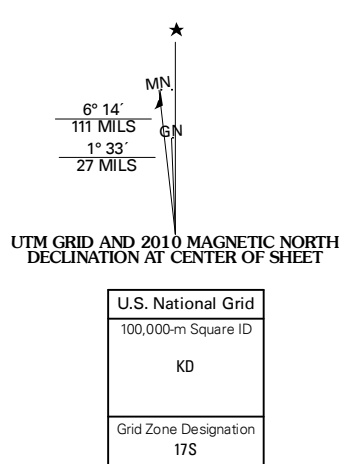 ★
MN
6° 14´
111 MILS
GN
1° 33´
27 MILS
UTM GRID AND 2010 MAGNETIC NORTH
DECLINATION AT CENTER OF SHEET
U.S. National Grid
100,000-m Square ID
KD
Grid Zone Designation
17S